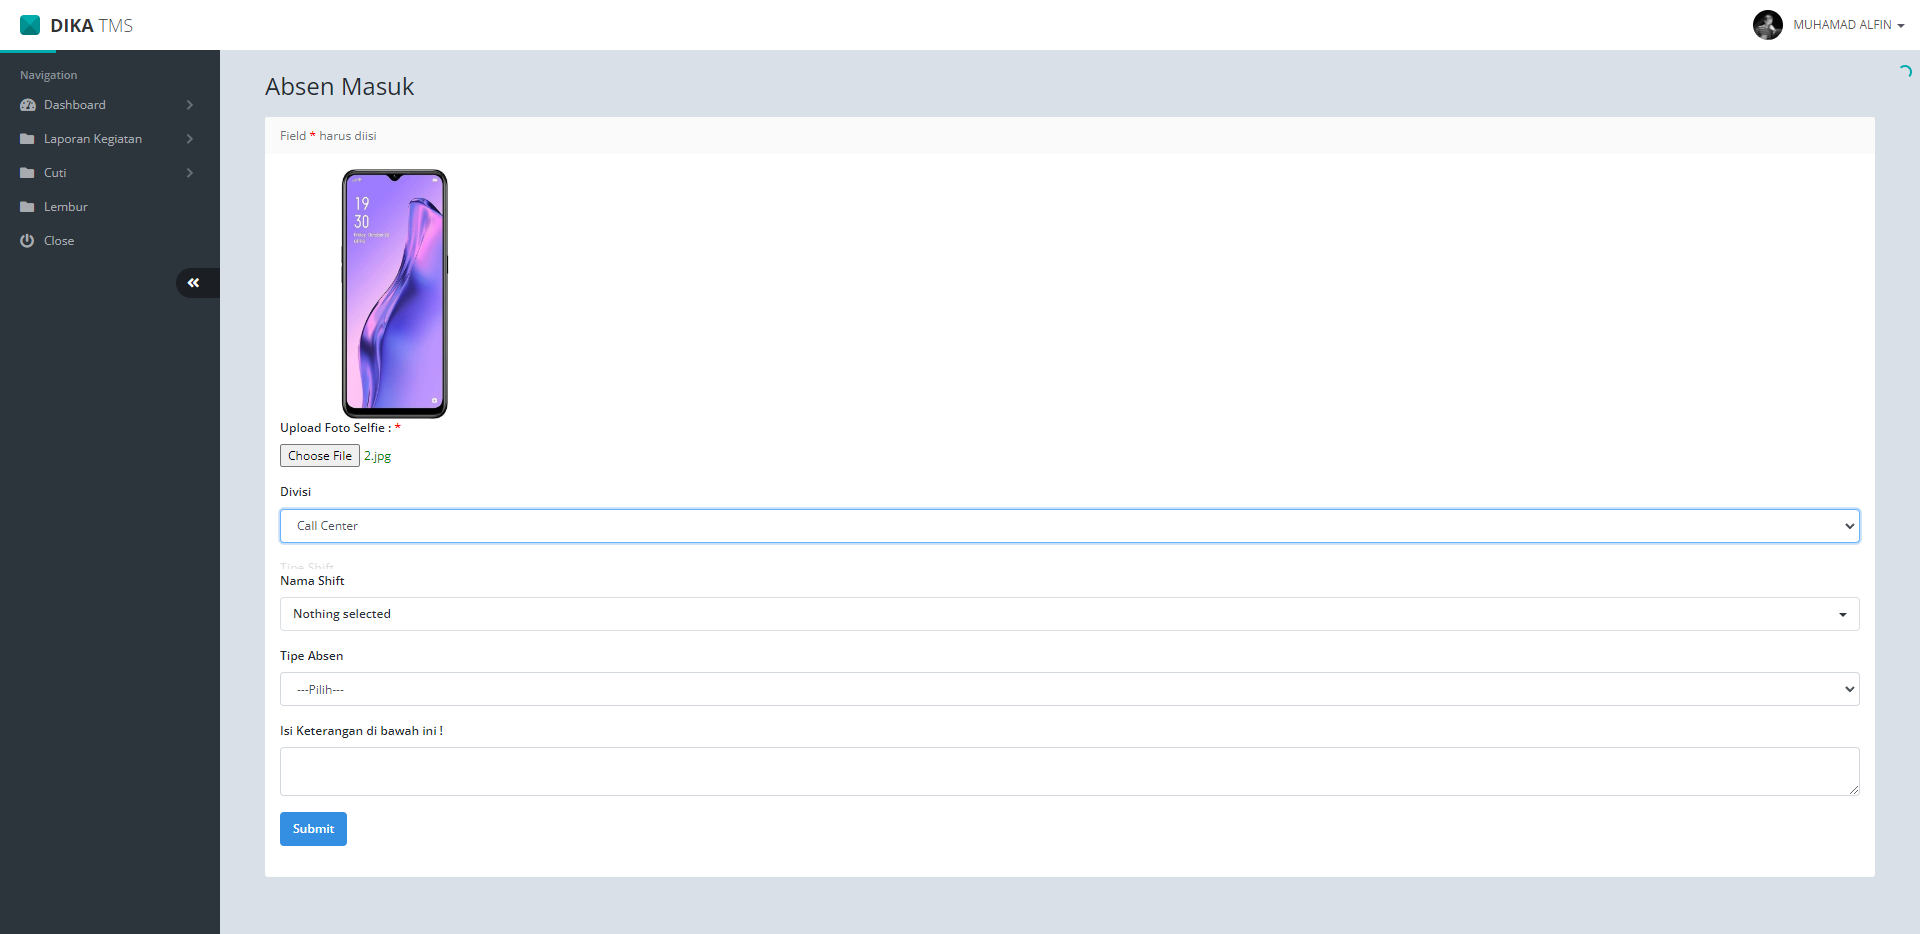 DIKA TMS
MUHAMAD ALFIN
Navigation
Dashboard
Laporan Kegiatan
Cuti
Lembur
Close
Absen Masuk
Field * harus diisi
19
30
Upload Foto Selfie : *
Choose File 2.jpg
Divisi
Call Center
Tipe Shift
Nama Shift
Nothing selected
Tipe Absen
---Pilih---
Isi Keterangan di bawah ini !
Submit